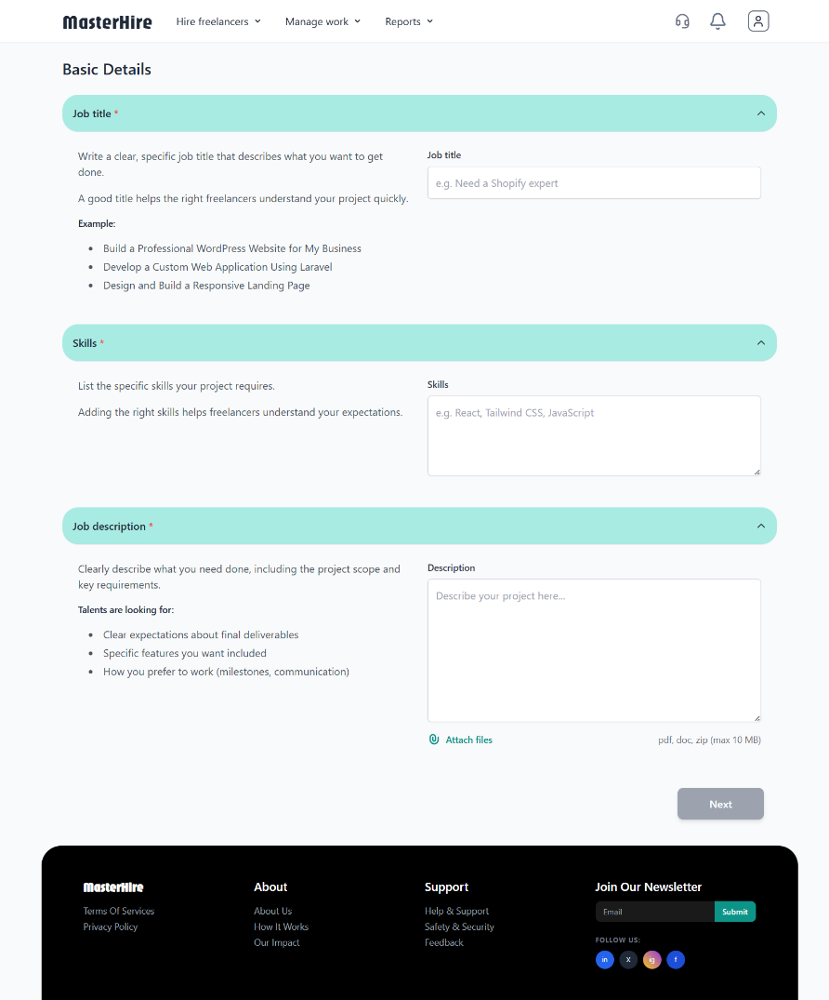 MasterHire
Hire freelancers
Manage work
Reports
Basic Details
Job title *
Write a clear, specific job title that describes what you want to get
done.
A good title helps the right freelancers understand your project quickly.
Example:
• Build a Professional WordPress Website for My Business
• Develop a Custom Web Application Using Laravel
• Design and Build a Responsive Landing Page
Job title
e.g. Need a Shopify expert
Skills *
List the specific skills your project requires.
Adding the right skills helps freelancers understand your expectations.
Skills
e.g. React, Tailwind CSS, JavaScript
Job description *
Clearly describe what you need done, including the project scope and
key requirements.
Talents are looking for:
• Clear expectations about final deliverables
• Specific features you want included
• How you prefer to work (milestones, communication)
Description
Describe your project here...
Attach files
pdf, doc, zip (max 10 MB)
Next
MasterHire
Terms Of Services
Privacy Policy
About
About Us
How It Works
Our Impact
Support
Help & Support
Safety & Security
Feedback
Join Our Newsletter
Email
Submit
FOLLOW US:
in
X
ig
f